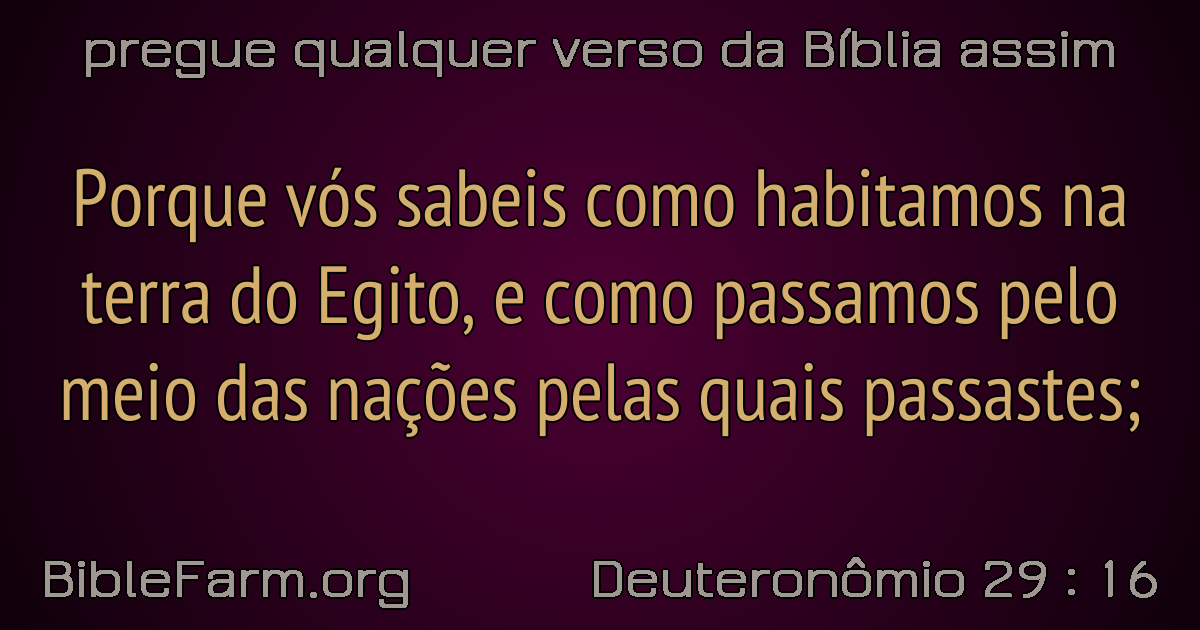 pregue qualquer verso da Bíblia assim
Porque vós sabeis como habitamos na
terra do Egito, e como passamos pelo
meio das nações pelas quais passastes;
BibleFarm.org
Deuteronômio 29 : 16